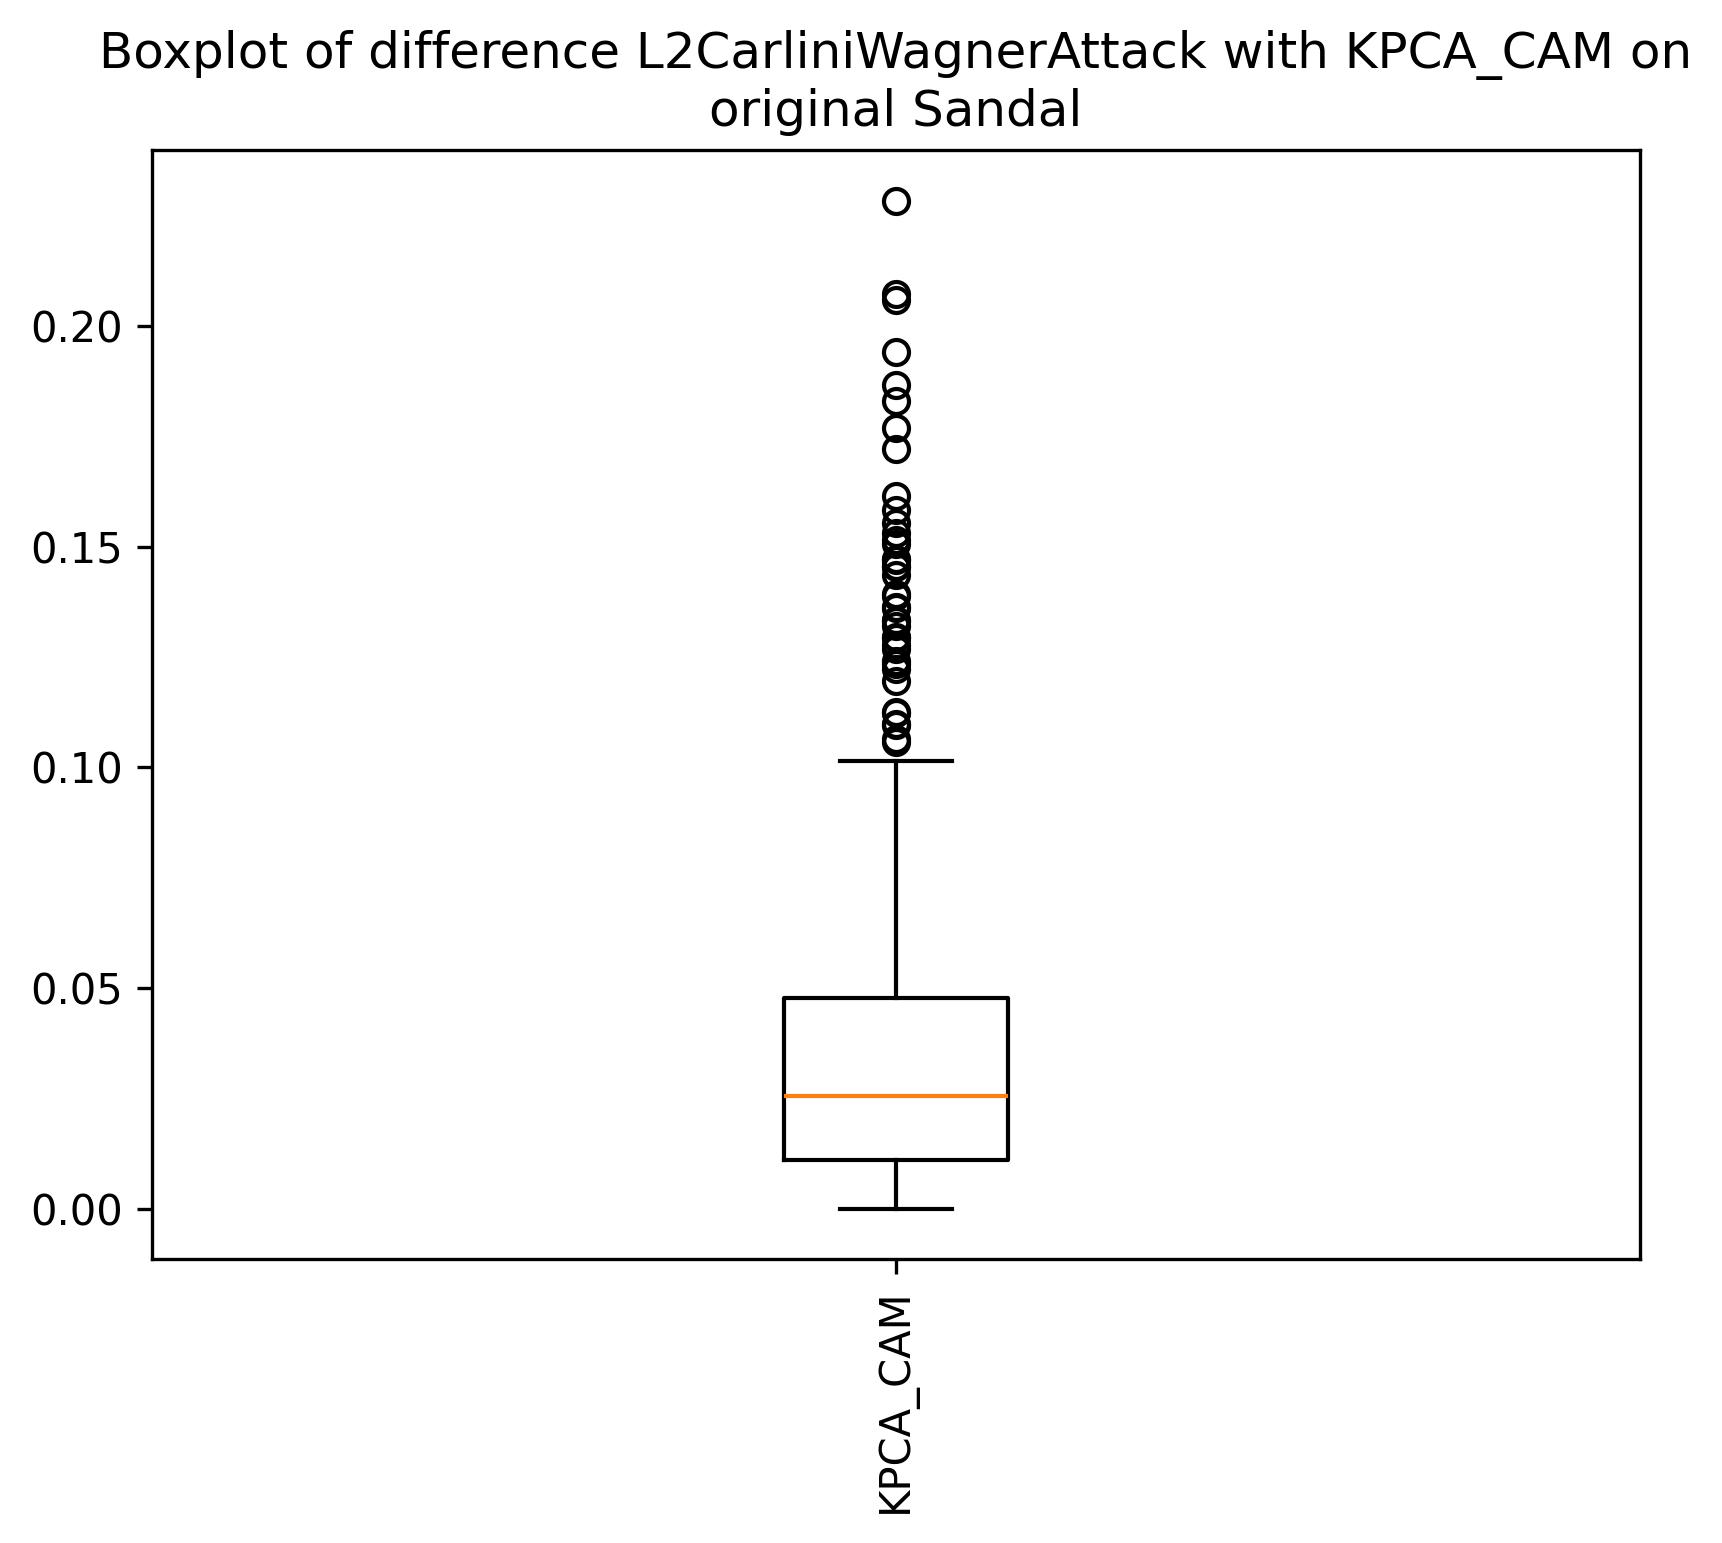 Boxplot of difference L2CarliniWagnerAttack with KPCA_CAM on
original Sandal
0.20
0.15
0.10
0.05
0.00
KPCA_CAM